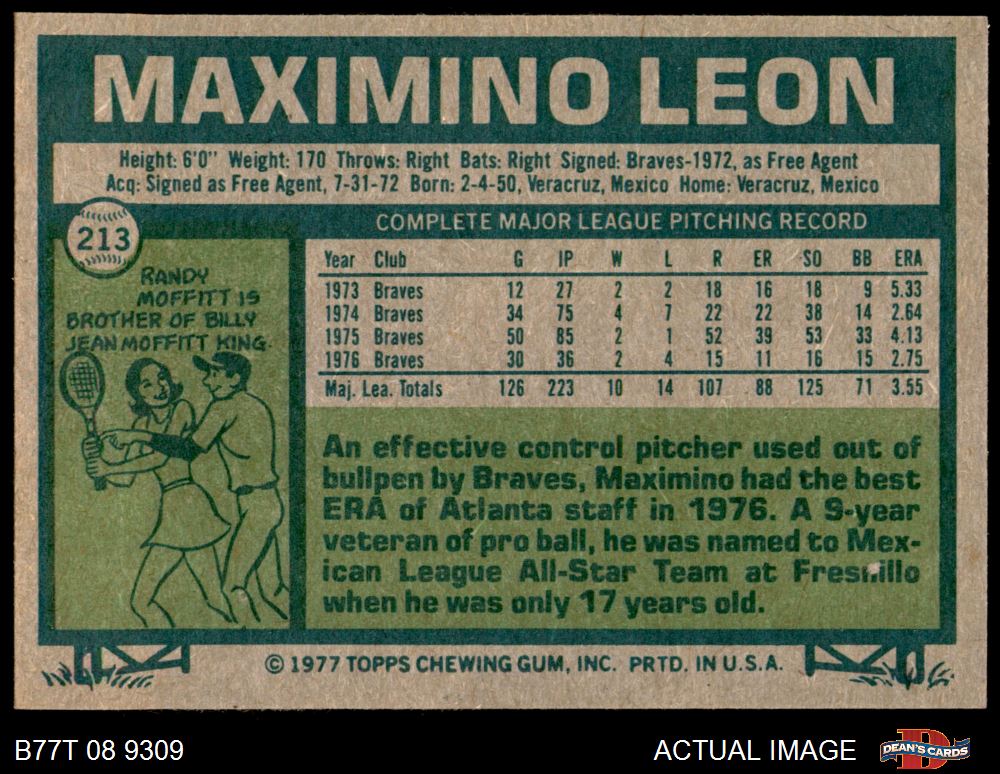 MAXIMINO LEON
Height: 6'0" Weight: 170 Throws: Right Bats: Right Signed: Braves-1972, as Free Agent
Acq: Signed as Free Agent, 7-31-72 Born: 2-4-50, Veracruz, Mexico Home: Veracruz, Mexico
213
COMPLETE MAJOR LEAGUE PITCHING RECORD
RANDY
MOFFITT IS
BROTHER OF BILLY
JEAN MOFFITT KING.
Year Club G IP W L R ER SO BB ERA
1973 Braves 12 27 2 2 18 16 18 9 5.33
1974 Braves 34 75 4 7 22 22 38 14 2.64
1975 Braves 50 85 2 1 52 39 53 33 4.13
1976 Braves 30 36 2 4 15 11 16 15 2.75
Maj. Lea. Totals 126 223 10 14 107 88 125 71 3.55
An effective control pitcher used out of
bullpen by Braves, Maximino had the best
ERA of Atlanta staff in 1976. A 9-year
veteran of pro ball, he was named to Mex-
ican League All-Star Team at Fresnillo
when he was only 17 years old.
© 1977 TOPPS CHEWING GUM, INC. PRTD. IN U.S.A.
B77T 08 9309
ACTUAL IMAGE
DEAN'S CARDS